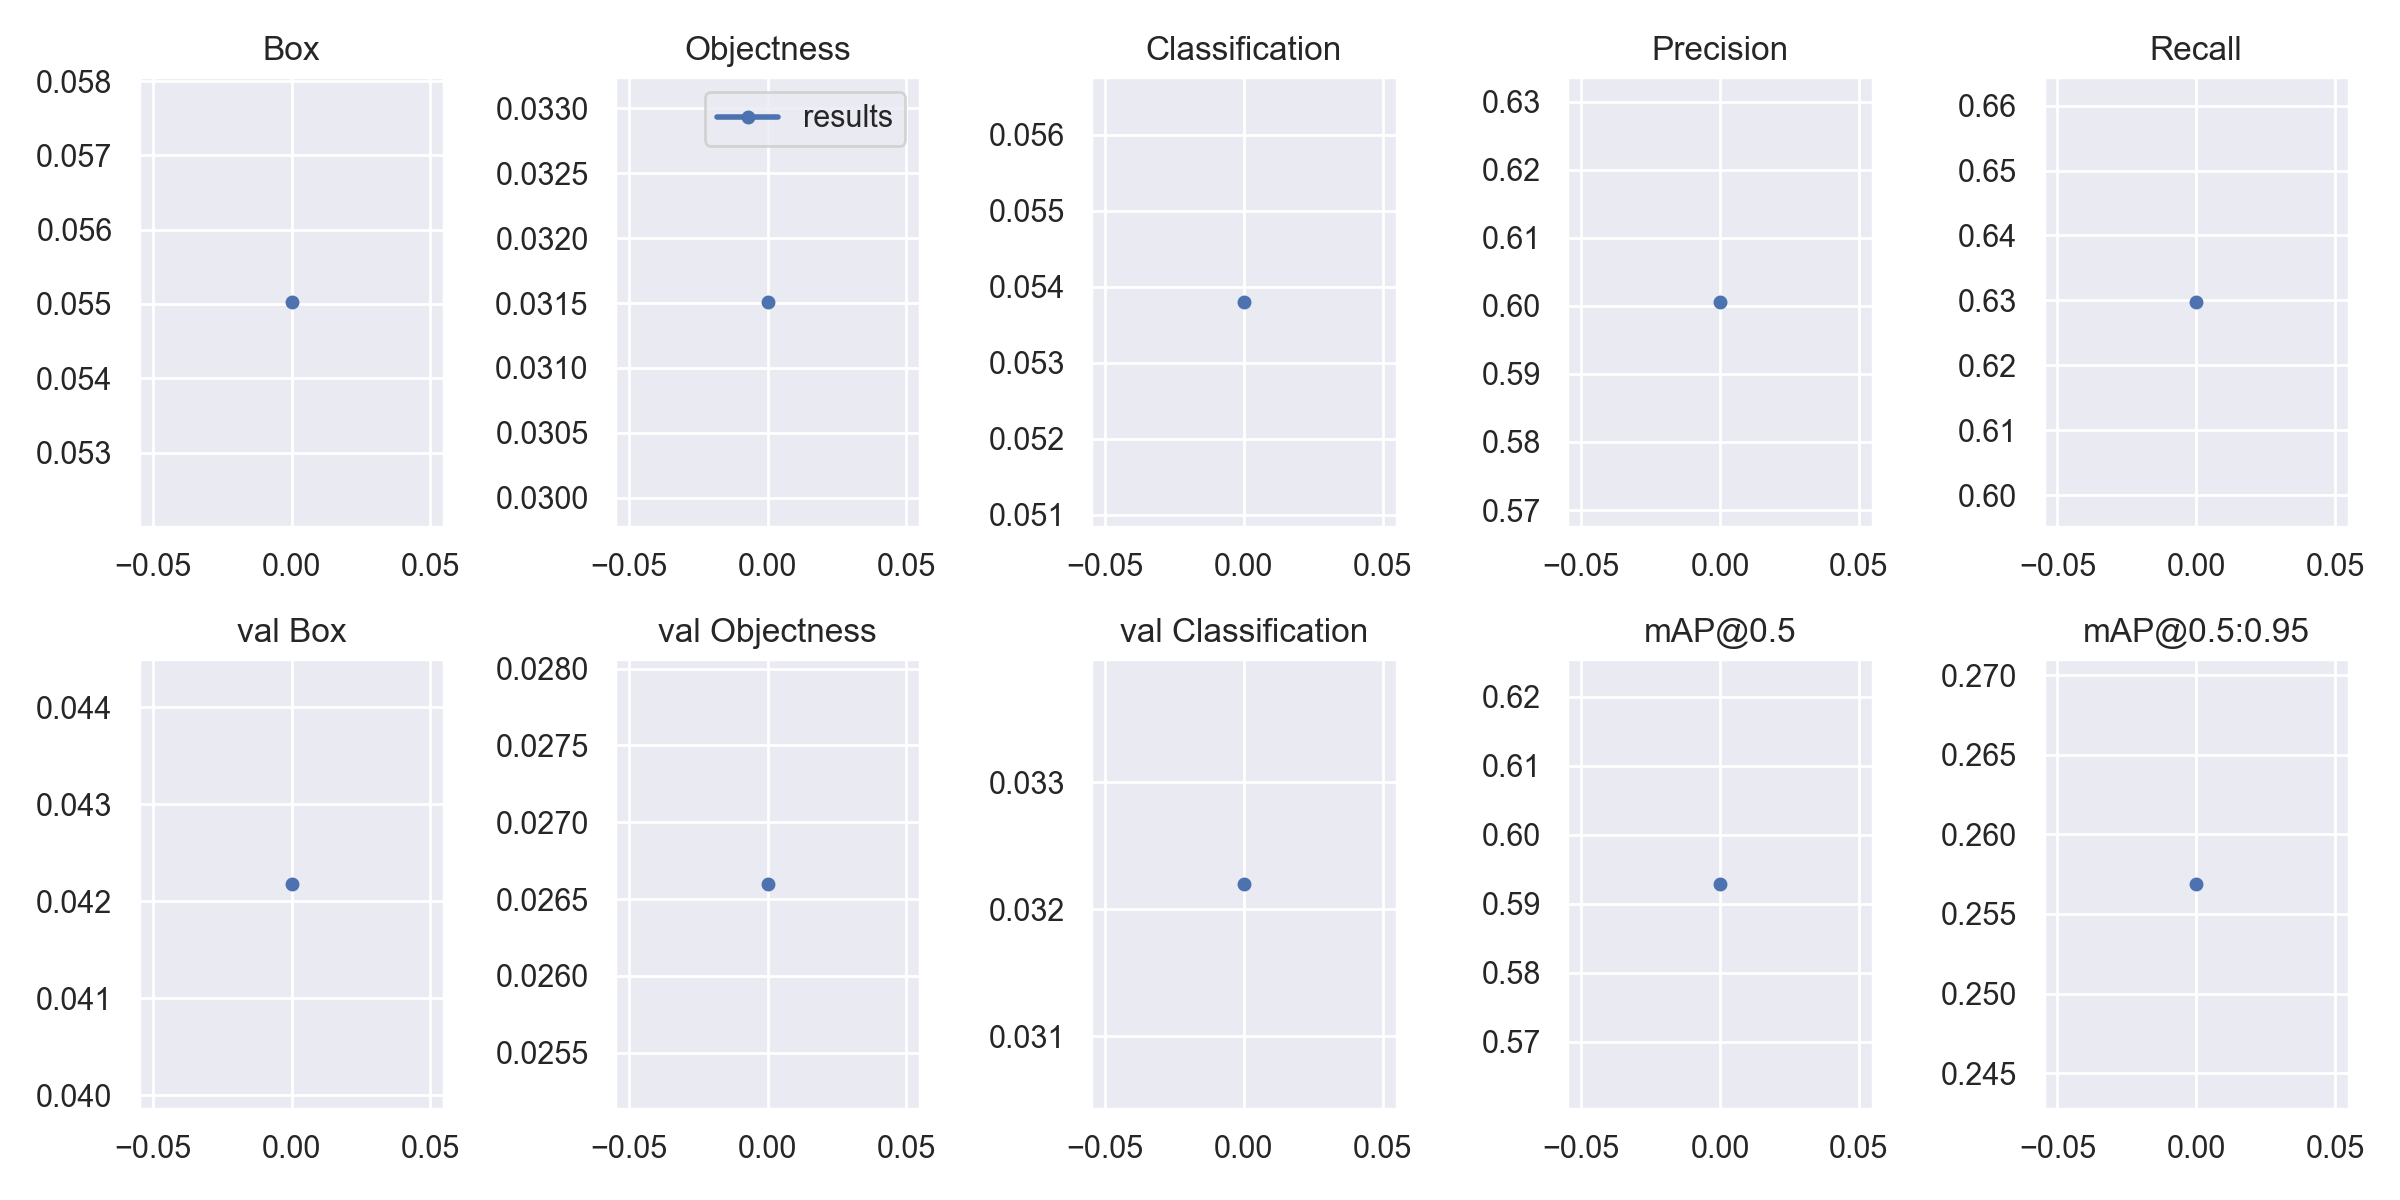 Box
0.058
0.057
0.056
0.055
0.054
0.053
−0.05 0.00 0.05
Objectness
results
0.0330
0.0325
0.0320
0.0315
0.0310
0.0305
0.0300
−0.05 0.00 0.05
Classification
0.056
0.055
0.054
0.053
0.052
0.051
−0.05 0.00 0.05
Precision
0.63
0.62
0.61
0.60
0.59
0.58
0.57
−0.05 0.00 0.05
Recall
0.66
0.65
0.64
0.63
0.62
0.61
0.60
−0.05 0.00 0.05
val Box
0.044
0.043
0.042
0.041
0.040
−0.05 0.00 0.05
val Objectness
0.0280
0.0275
0.0270
0.0265
0.0260
0.0255
−0.05 0.00 0.05
val Classification
0.033
0.032
0.031
−0.05 0.00 0.05
mAP@0.5
0.62
0.61
0.60
0.59
0.58
0.57
−0.05 0.00 0.05
mAP@0.5:0.95
0.270
0.265
0.260
0.255
0.250
0.245
−0.05 0.00 0.05